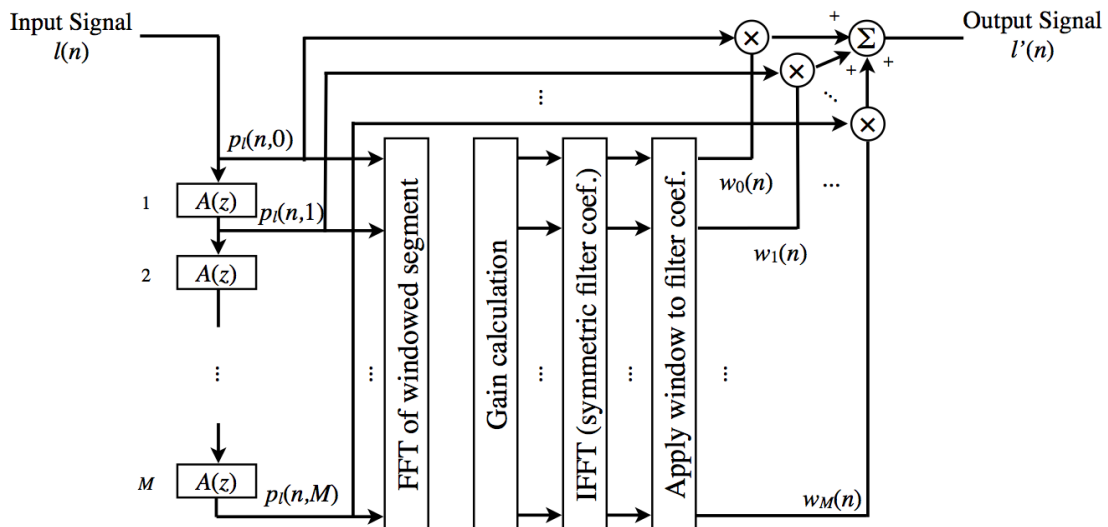 Input Signal
l(n)
Output Signal
l'(n)
+
Σ
×
+
×
+
⋮
⋱
×
pₗ(n,0)
w₀(n)
...
1
A(z)
pₗ(n,1)
w₁(n)
2
A(z)
FFT of windowed segment
Gain calculation
IFFT (symmetric filter coef.)
Apply window to filter coef.
⋮
⋮
⋮
⋮
⋮
M
A(z)
pₗ(n,M)
w_M(n)